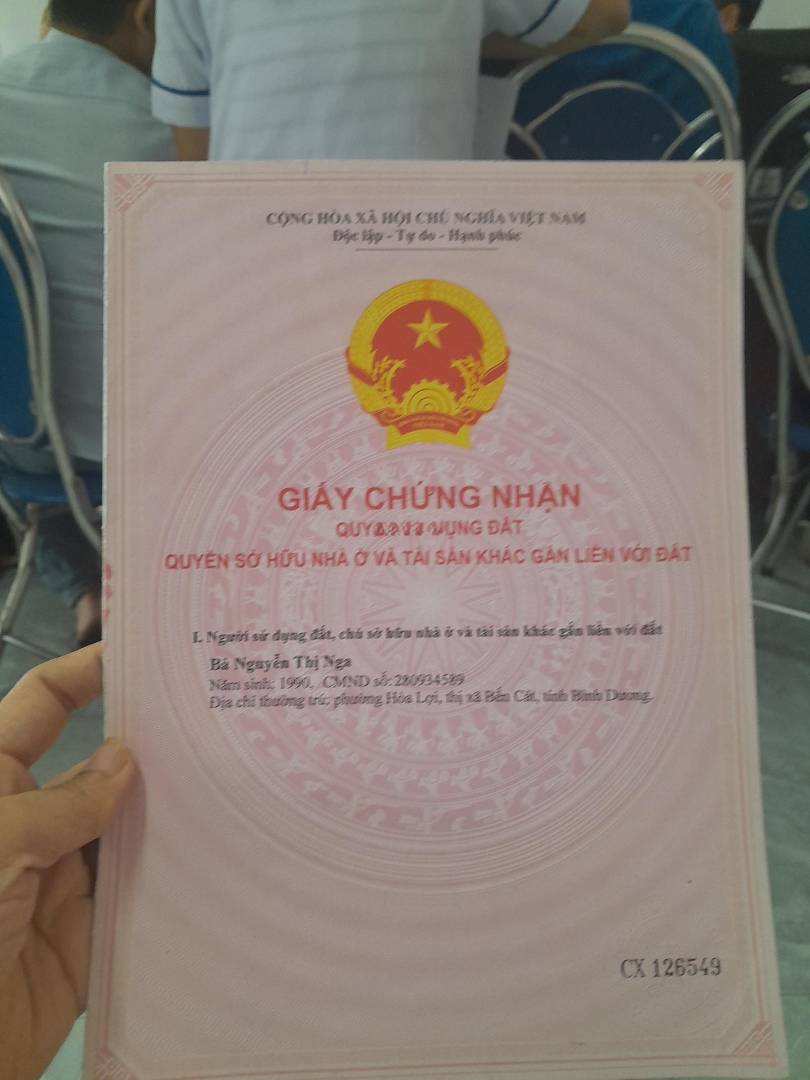 CỘNG HÒA XÃ HỘI CHỦ NGHĨA VIỆT NAM
Độc lập - Tự do - Hạnh phúc
GIẤY CHỨNG NHẬN
DỤNG ĐẤT
QUYỀN SỞ HỮU NHÀ Ở VÀ TÀI SẢN KHÁC GẮN LIỀN VỚI ĐẤT
I. Người sử dụng đất, chủ sở hữu nhà ở và tài sản khác gắn liền với đất
Bà Nguyễn Thị Nga
Năm sinh: 1990, CMND số: 280934589
Địa chỉ thường trú: phường Hòa Lợi, thị xã Bến Cát, tỉnh Bình Dương.
CX 126549